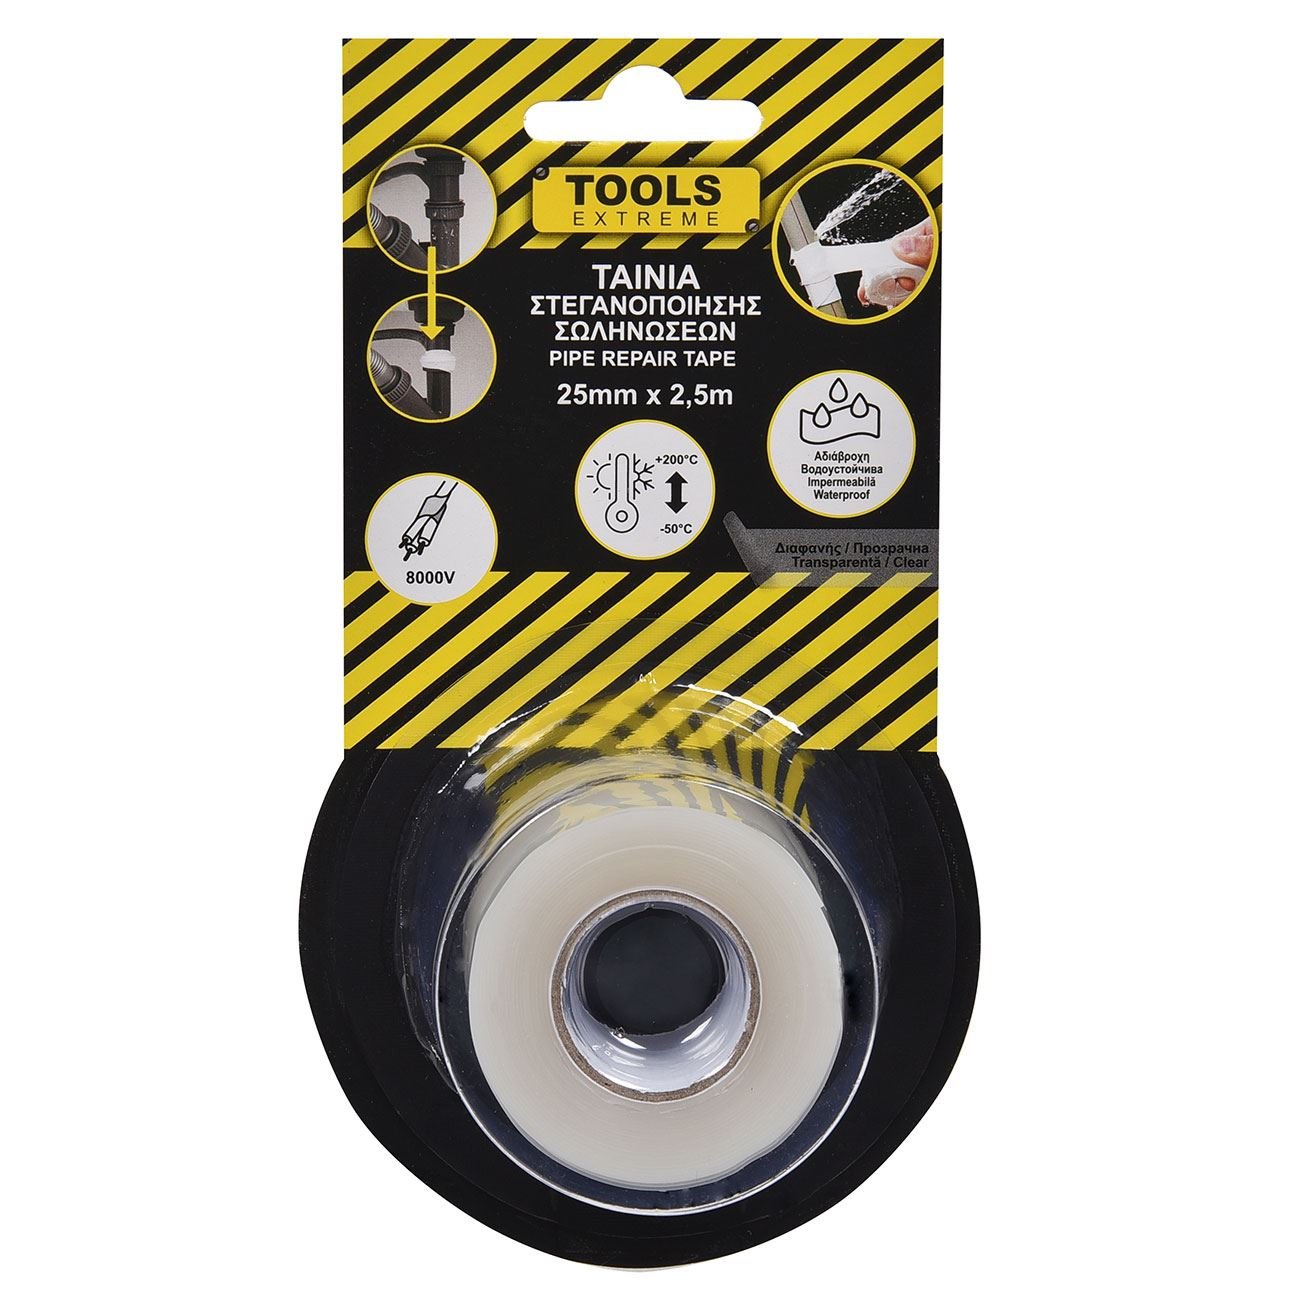 TOOLS
EXTREME
ΤΑΙΝΙΑ
ΣΤΕΓΑΝΟΠΟΙΗΣΗΣ
ΣΩΛΗΝΩΣΕΩΝ
PIPE REPAIR TAPE
25mm x 2,5m
+200°C
-50°C
Αδιάβροχη
Водоустойчива
Impermeabilă
Waterproof
8000V
Διαφανής / Прозрачна
Transparentă / Clear